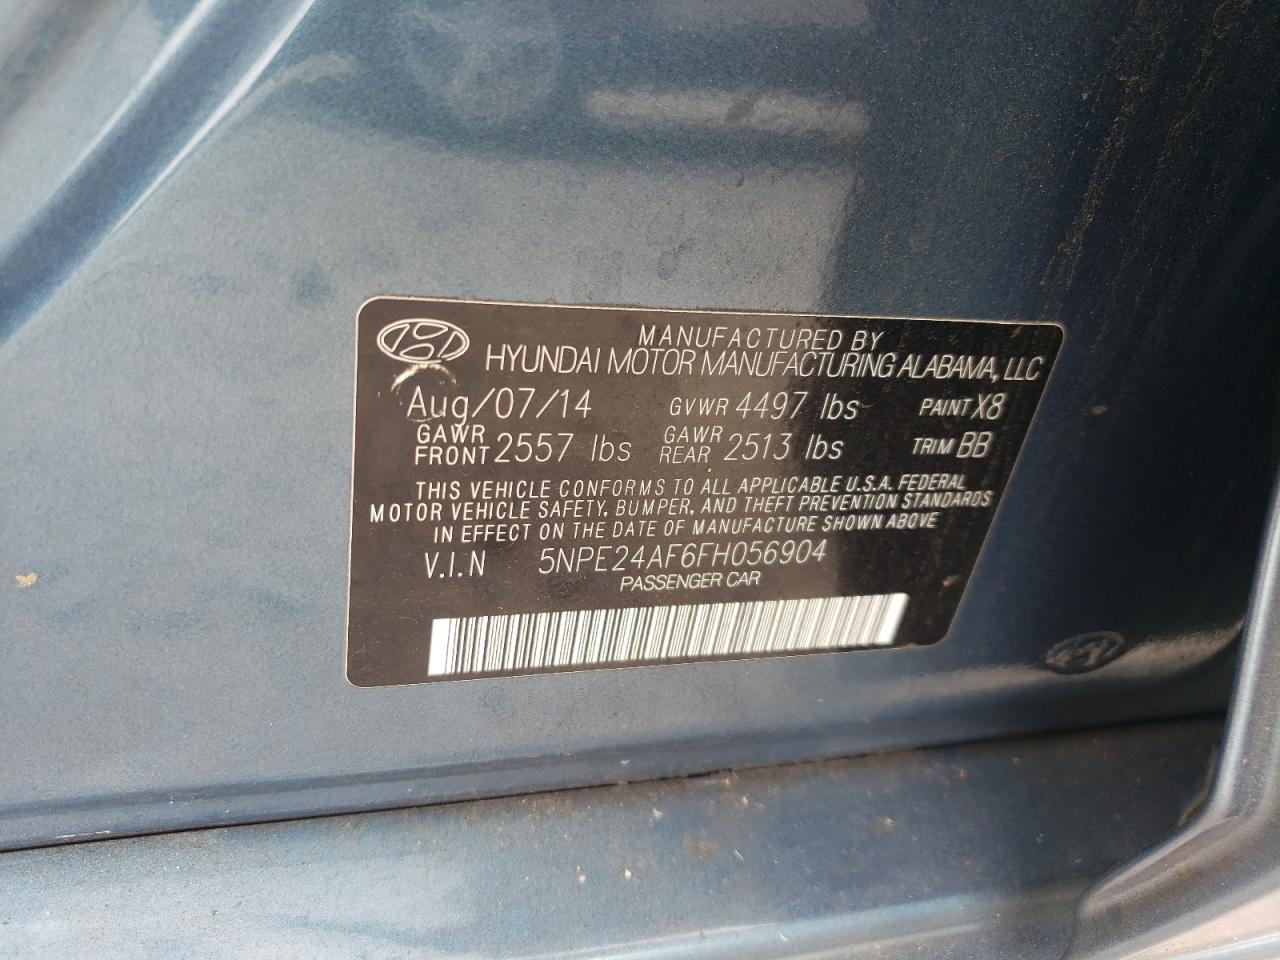 MANUFACTURED BY
HYUNDAI MOTOR MANUFACTURING ALABAMA, LLC
Aug/07/14 GVWR 4497 lbs PAINT X8
GAWR FRONT 2557 lbs GAWR REAR 2513 lbs TRIM BB
THIS VEHICLE CONFORMS TO ALL APPLICABLE U.S.A. FEDERAL
MOTOR VEHICLE SAFETY, BUMPER, AND THEFT PREVENTION STANDARDS
IN EFFECT ON THE DATE OF MANUFACTURE SHOWN ABOVE
V.I.N 5NPE24AF6FH056904
PASSENGER CAR